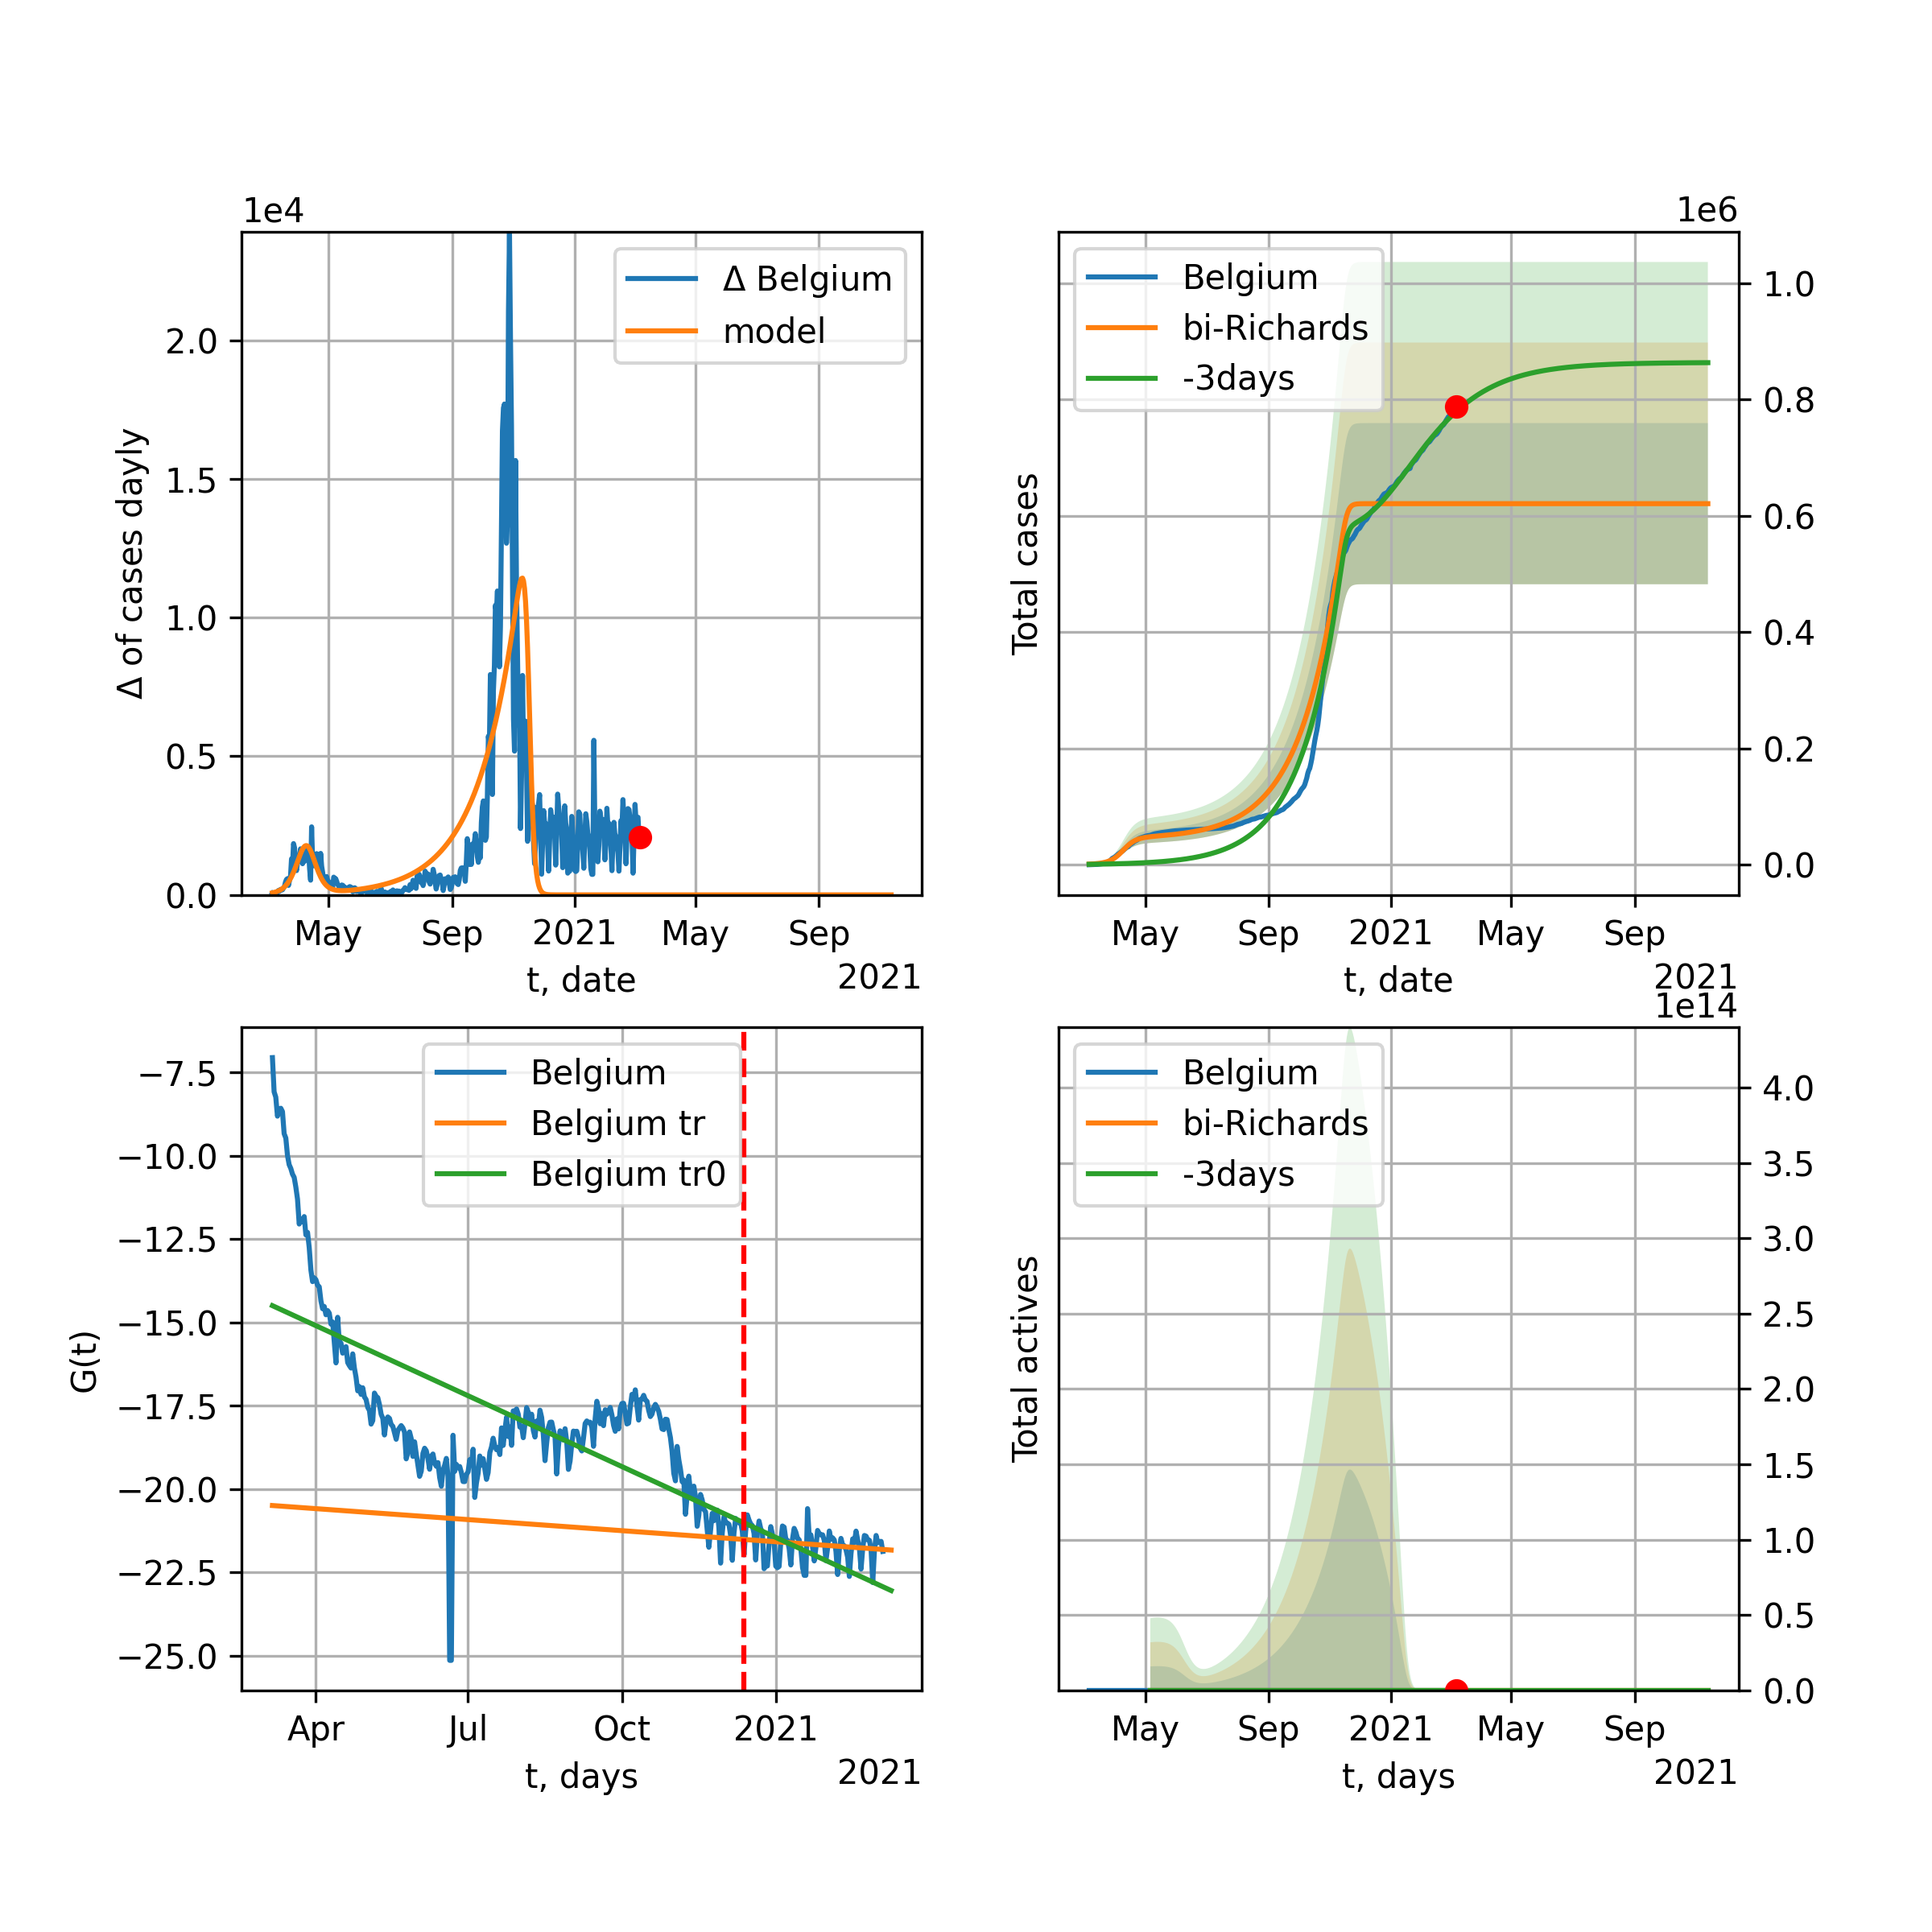 1e4
Δ of cases dayly
2.0
1.5
1.0
0.5
0.0
Δ Belgium
model
May Sep 2021 May Sep
t, date
2021
1e6
Total cases
Belgium
bi-Richards
-3days
1.0
0.8
0.6
0.4
0.2
0.0
May Sep 2021 May Sep
t, date
2021
G(t)
−7.5
−10.0
−12.5
−15.0
−17.5
−20.0
−22.5
−25.0
Belgium
Belgium tr
Belgium tr0
Apr Jul Oct 2021
t, days
2021
1e14
Total actives
Belgium
bi-Richards
-3days
4.0
3.5
3.0
2.5
2.0
1.5
1.0
0.5
0.0
May Sep 2021 May Sep
t, days
2021